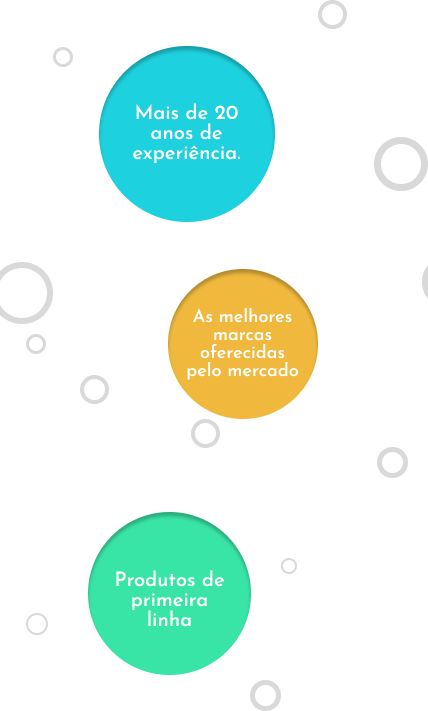 Mais de 20
anos de
experiência.
As melhores
marcas
oferecidas
pelo mercado
Produtos de
primeira
linha